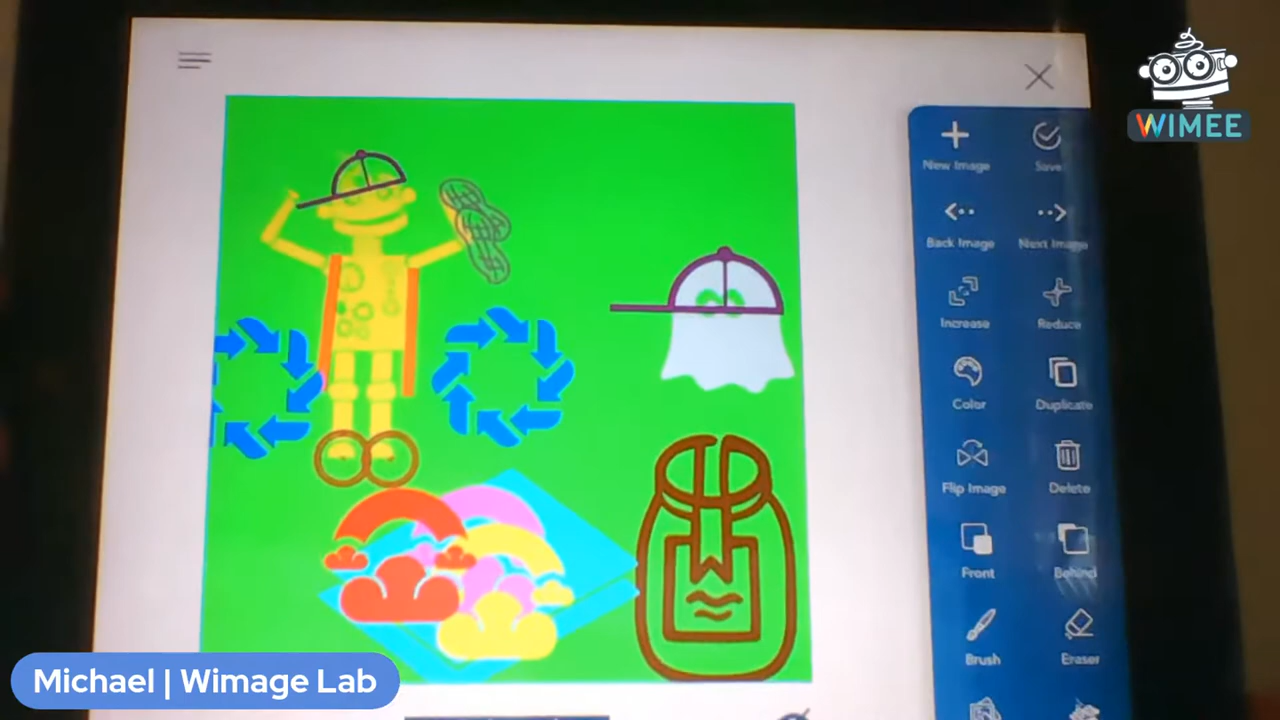 WIMEE
New Image
Save
Back Image
Next Image
Increase
Reduce
Color
Duplicate
Flip Image
Delete
Front
Behind
Brush
Eraser
Michael | Wimage Lab